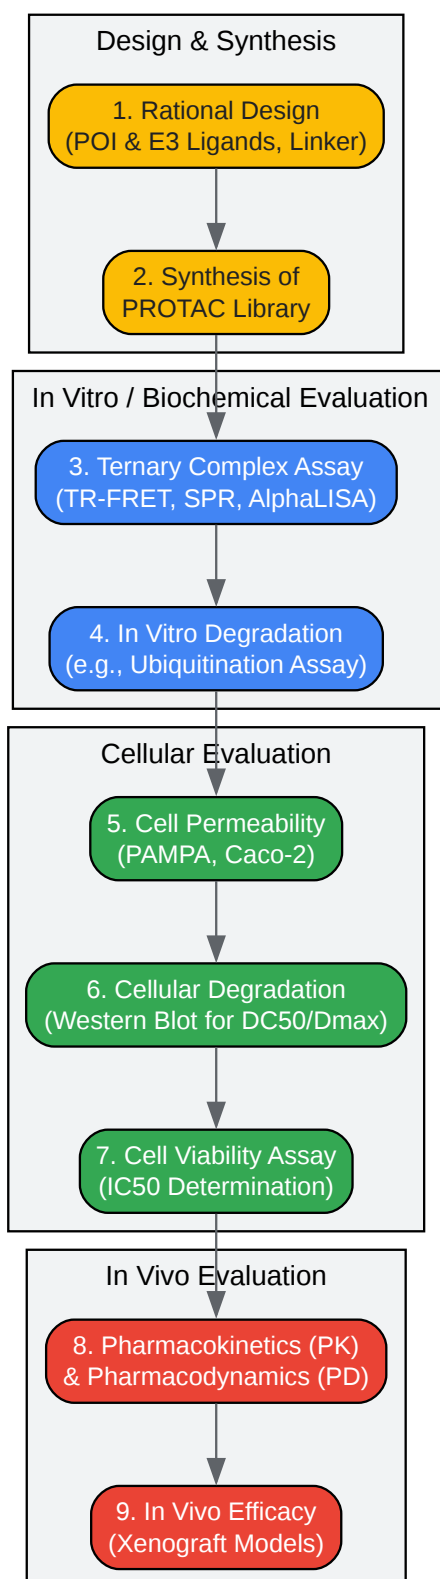 Design & Synthesis
1. Rational Design
(POI & E3 Ligands, Linker)
2. Synthesis of
PROTAC Library
In Vitro / Biochemical Evaluation
3. Ternary Complex Assay
(TR-FRET, SPR, AlphaLISA)
4. In Vitro Degradation
(e.g., Ubiquitination Assay)
Cellular Evaluation
5. Cell Permeability
(PAMPA, Caco-2)
6. Cellular Degradation
(Western Blot for DC50/Dmax)
7. Cell Viability Assay
(IC50 Determination)
In Vivo Evaluation
8. Pharmacokinetics (PK)
& Pharmacodynamics (PD)
9. In Vivo Efficacy
(Xenograft Models)